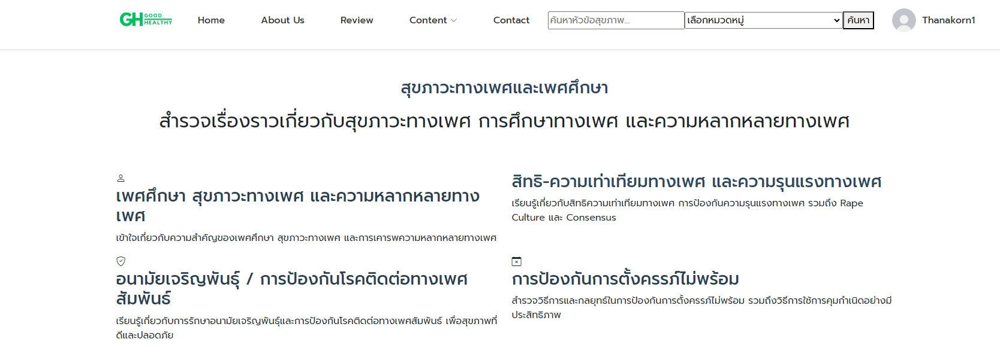 GH GOOD HEALTHY
Home About Us Review Content Contact ค้นหาหัวข้อสุขภาพ... เลือกหมวดหมู่ ค้นหา Thanakorn1
สุขภาวะทางเพศและเพศศึกษา
สำรวจเรื่องราวเกี่ยวกับสุขภาวะทางเพศ การศึกษาทางเพศ และความหลากหลายทางเพศ
เพศศึกษา สุขภาวะทางเพศ และความหลากหลายทาง
เพศ
เข้าใจเกี่ยวกับความสำคัญของเพศศึกษา สุขภาวะทางเพศ และการเคารพความหลากหลายทางเพศ
สิทธิ-ความเท่าเทียมทางเพศ และความรุนแรงทางเพศ
เรียนรู้เกี่ยวกับสิทธิความเท่าเทียมทางเพศ การป้องกันความรุนแรงทางเพศ รวมถึง Rape
Culture และ Consensus
อนามัยเจริญพันธุ์ / การป้องกันโรคติดต่อทางเพศ
สัมพันธ์
เรียนรู้เกี่ยวกับการรักษาอนามัยเจริญพันธุ์และการป้องกันโรคติดต่อทางเพศสัมพันธ์ เพื่อสุขภาพที่
ดีและปลอดภัย
การป้องกันการตั้งครรภ์ไม่พร้อม
สำรวจวิธีการและกลยุทธ์ในการป้องกันการตั้งครรภ์ไม่พร้อม รวมถึงวิธีการใช้การคุมกำเนิดอย่างมี
ประสิทธิภาพ